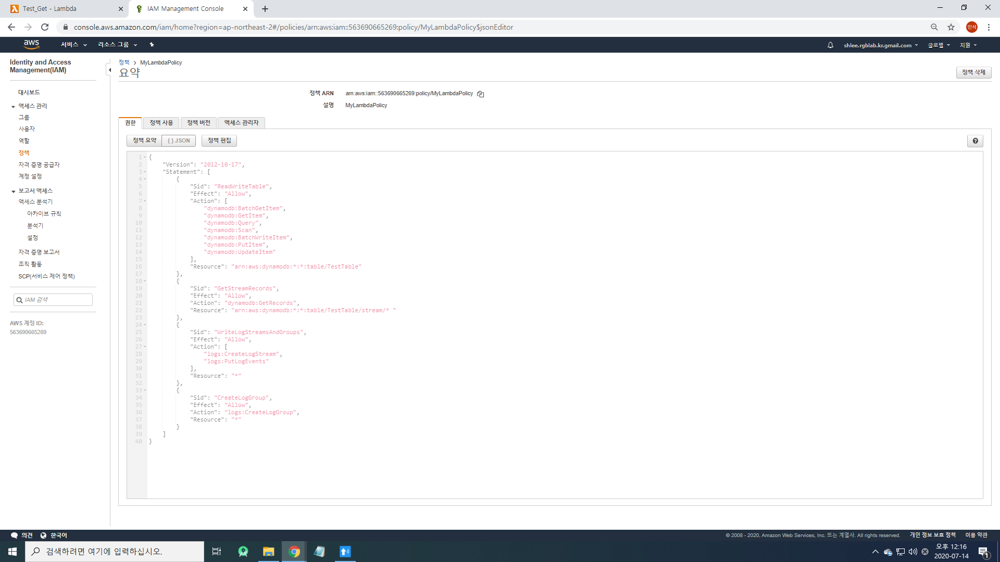 Test_Get - Lambda
IAM Management Console
console.aws.amazon.com/iam/home?region=ap-northeast-2#/policies/arn:aws:iam::563690665269:policy/MyLambdaPolicy$jsonEditor
민석
aws
서비스
리소스 그룹
shlee.rgblab.kr.gmail.com
글로벌
지원
Identity and Access
Management(IAM)
대시보드
액세스 관리
그룹
사용자
역할
정책
자격 증명 공급자
계정 설정
보고서 액세스
액세스 분석기
아카이브 규칙
분석기
설정
자격 증명 보고서
조직 활동
SCP(서비스 제어 정책)
IAM 검색
AWS 계정 ID:
563690665269
정책 > MyLambdaPolicy
요약
정책 삭제
정책 ARN arn:aws:iam::563690665269:policy/MyLambdaPolicy
설명 MyLambdaPolicy
권한
정책 사용
정책 버전
액세스 관리자
정책 요약
{ } JSON
정책 편집
1 {
2 "Version": "2012-10-17",
3 "Statement": [
4 {
5 "Sid": "ReadWriteTable",
6 "Effect": "Allow",
7 "Action": [
8 "dynamodb:BatchGetItem",
9 "dynamodb:GetItem",
10 "dynamodb:Query",
11 "dynamodb:Scan",
12 "dynamodb:BatchWriteItem",
13 "dynamodb:PutItem",
14 "dynamodb:UpdateItem"
15 ],
16 "Resource": "arn:aws:dynamodb:*:*:table/TestTable"
17 },
18 {
19 "Sid": "GetStreamRecords",
20 "Effect": "Allow",
21 "Action": "dynamodb:GetRecords",
22 "Resource": "arn:aws:dynamodb:*:*:table/TestTable/stream/* "
23 },
24 {
25 "Sid": "WriteLogStreamsAndGroups",
26 "Effect": "Allow",
27 "Action": [
28 "logs:CreateLogStream",
29 "logs:PutLogEvents"
30 ],
31 "Resource": "*"
32 },
33 {
34 "Sid": "CreateLogGroup",
35 "Effect": "Allow",
36 "Action": "logs:CreateLogGroup",
37 "Resource": "*"
38 }
39 ]
40 }
의견
한국어
© 2008 - 2020, Amazon Web Services, Inc. 또는 계열사. All rights reserved.
개인 정보 보호 정책
이용 약관
검색하려면 여기에 입력하십시오.
오후 12:16
2020-07-14
1